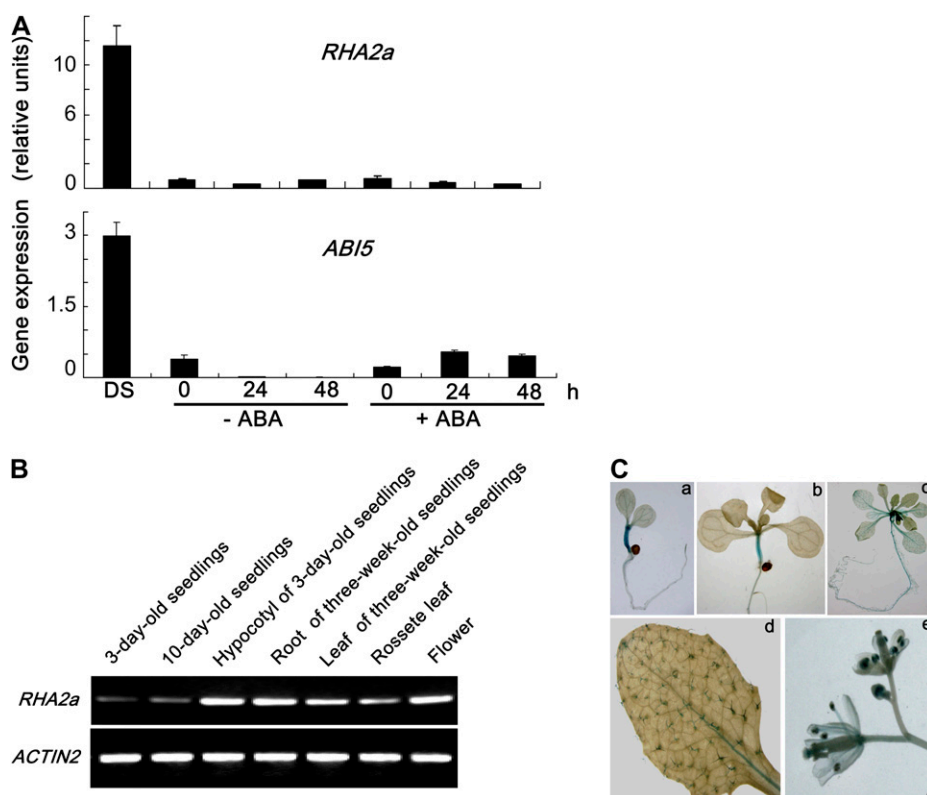 A
Gene expression (relative units)
RHA2a
10
6
0
ABI5
3
1.5
0
DS 0 24 48 0 24 48 h
- ABA + ABA
B
3-day-old seedlings
10-day-old seedlings
Hypocotyl of 3-day-old seedlings
Root of three-week-old seedlings
Leaf of three-week-old seedlings
Rossete leaf
Flower
RHA2a
ACTIN2
C
a
b
c
d
e